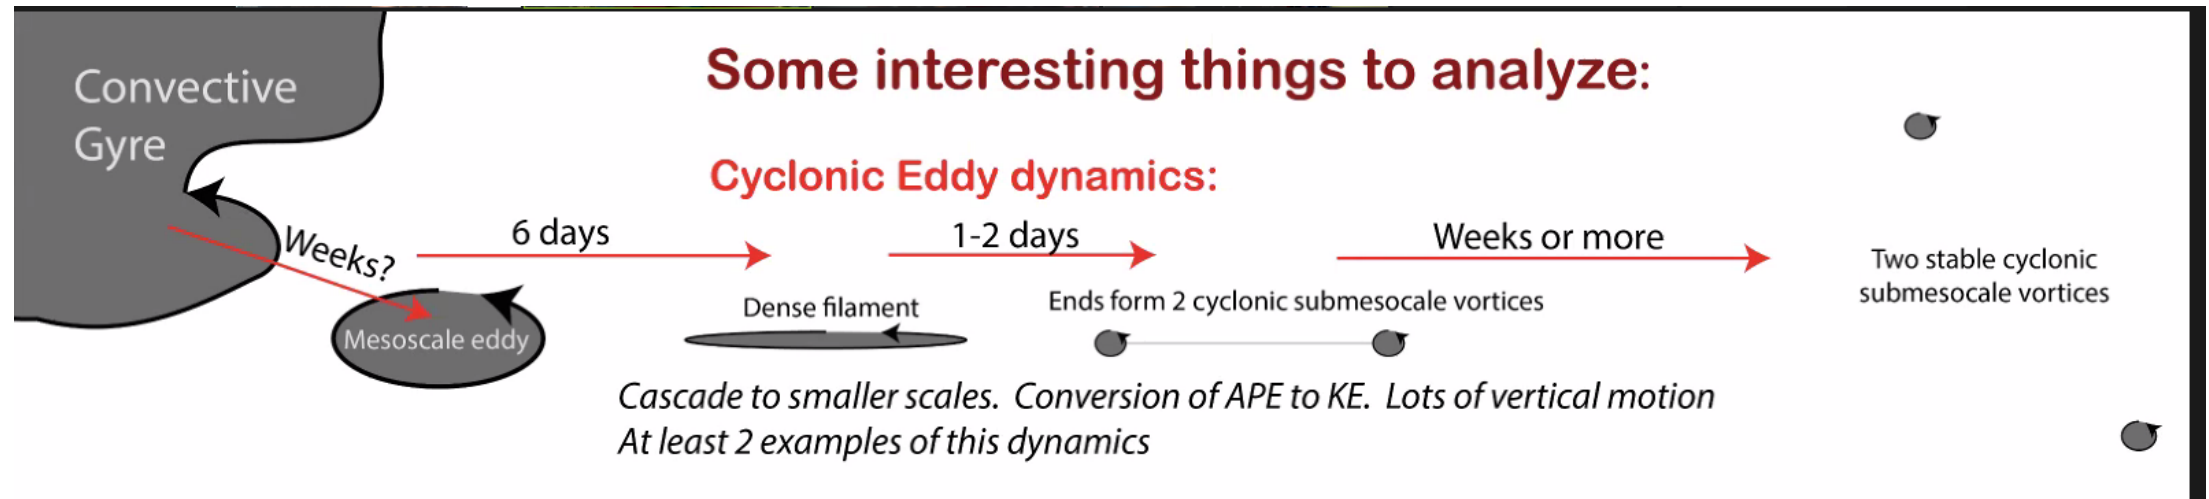 Convective
Gyre
Some interesting things to analyze:
Cyclonic Eddy dynamics:
Weeks?
6 days
1-2 days
Weeks or more
Mesoscale eddy
Dense filament
Ends form 2 cyclonic submesocale vortices
Two stable cyclonic
submesocale vortices
Cascade to smaller scales. Conversion of APE to KE. Lots of vertical motion
At least 2 examples of this dynamics